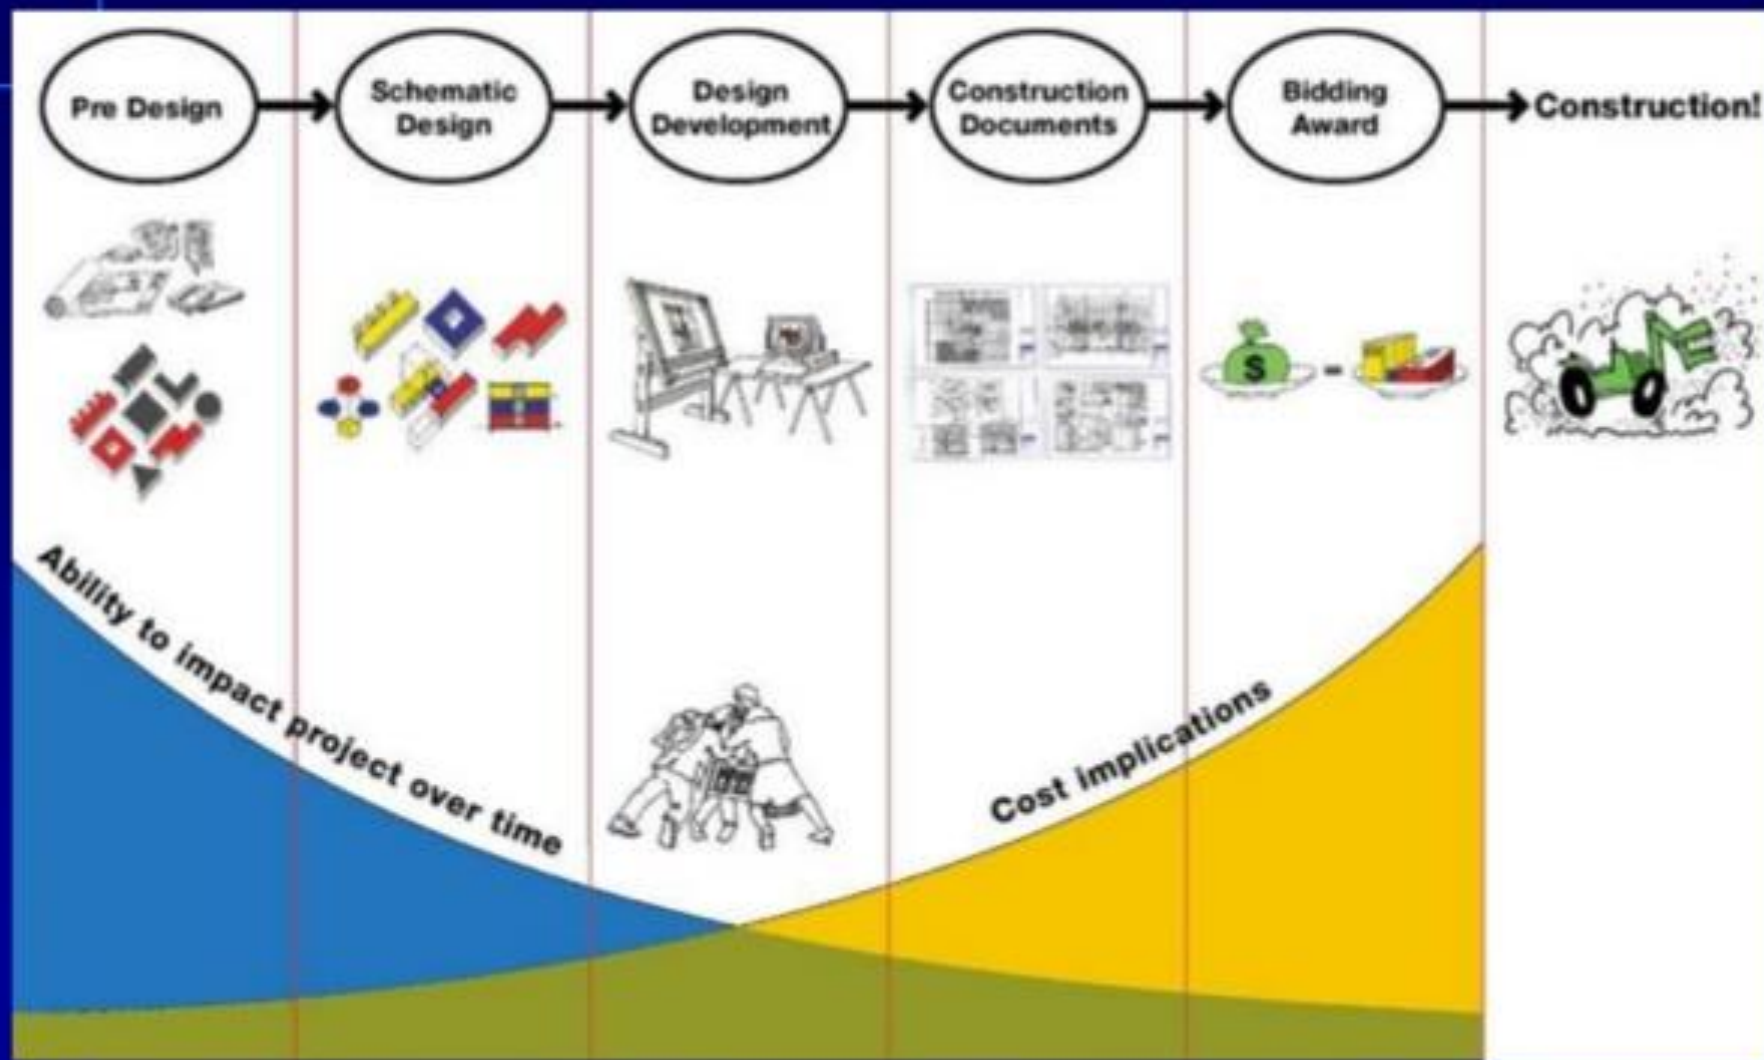 Pre Design
Schematic
Design
Design
Development
Construction
Documents
Bidding
Award
Construction!
$
Ability to impact project over time
Cost implications